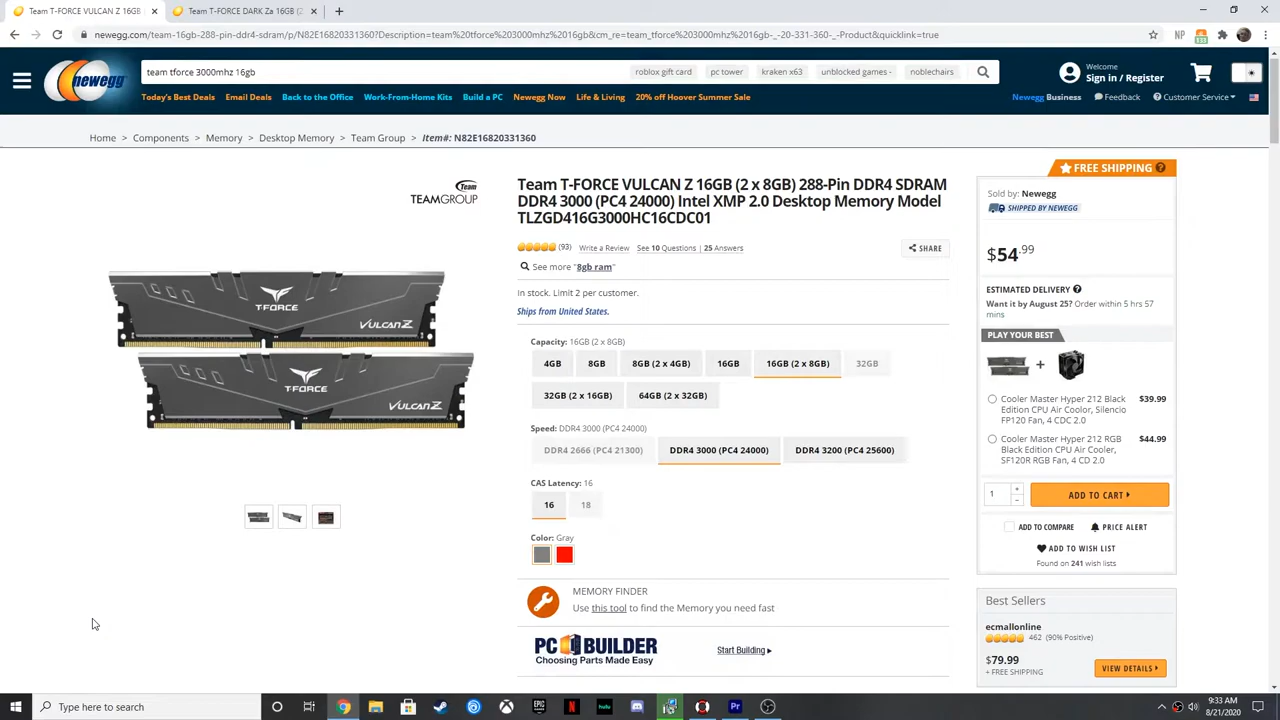 Team T-FORCE VULCAN Z 16GB
Team T-FORCE DARK Za 16GB (2
newegg.com/team-16gb-288-pin-ddr4-sdram/p/N82E16820331360?Description=team%20tforce%203000mhz%2016gb&cm_re=team_tforce%203000mhz%2016gb_-_20-331-360_-_Product&quicklink=true
NP
newegg
team tforce 3000mhz 16gb
roblox gift card
pc tower
kraken x63
unblocked games -
noblechairs
Welcome
Sign in / Register
Today's Best Deals
Email Deals
Back to the Office
Work-From-Home Kits
Build a PC
Newegg Now
Life & Living
20% off Hoover Summer Sale
Newegg Business
Feedback
Customer Service
Home > Components > Memory > Desktop Memory > Team Group > Item#: N82E16820331360
Team
TEAMGROUP
T-FORCE
VULCAN Z
T-FORCE
VULCAN Z
Team T-FORCE VULCAN Z 16GB (2 x 8GB) 288-Pin DDR4 SDRAM
DDR4 3000 (PC4 24000) Intel XMP 2.0 Desktop Memory Model
TLZGD416G3000HC16CDC01
(93)
Write a Review
See 10 Questions | 25 Answers
SHARE
See more "8gb ram"
In stock. Limit 2 per customer.
Ships from United States.
Capacity: 16GB (2 x 8GB)
4GB
8GB
8GB (2 x 4GB)
16GB
16GB (2 x 8GB)
32GB
32GB (2 x 16GB)
64GB (2 x 32GB)
Speed: DDR4 3000 (PC4 24000)
DDR4 2666 (PC4 21300)
DDR4 3000 (PC4 24000)
DDR4 3200 (PC4 25600)
CAS Latency: 16
16
18
Color: Gray
MEMORY FINDER
Use this tool to find the Memory you need fast
PC BUILDER
Choosing Parts Made Easy
Start Building
FREE SHIPPING
Sold by: Newegg
SHIPPED BY NEWEGG
$54.99
ESTIMATED DELIVERY
Want it by August 25? Order within 5 hrs 57
mins
PLAY YOUR BEST
+
Cooler Master Hyper 212 Black
Edition CPU Air Coolor, Silencio
FP120 Fan, 4 CDC 2.0
$39.99
Cooler Master Hyper 212 RGB
Black Edition CPU Air Cooler,
SF120R RGB Fan, 4 CD 2.0
$44.99
1
ADD TO CART
ADD TO COMPARE
PRICE ALERT
ADD TO WISH LIST
Found on 241 wish lists
Best Sellers
ecmallonline
462 (90% Positive)
$79.99
+ FREE SHIPPING
VIEW DETAILS
Type here to search
9:33 AM
8/21/2020